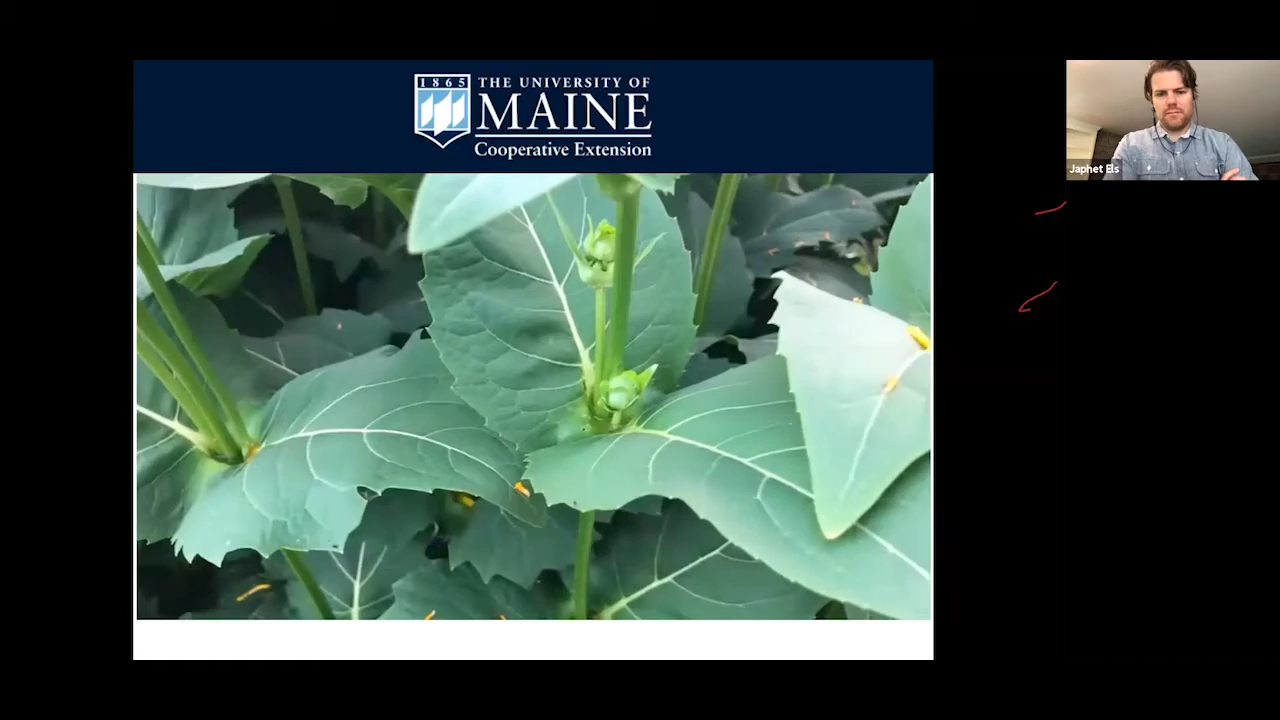 1865
THE UNIVERSITY OF
MAINE
Cooperative Extension
Japhet Els